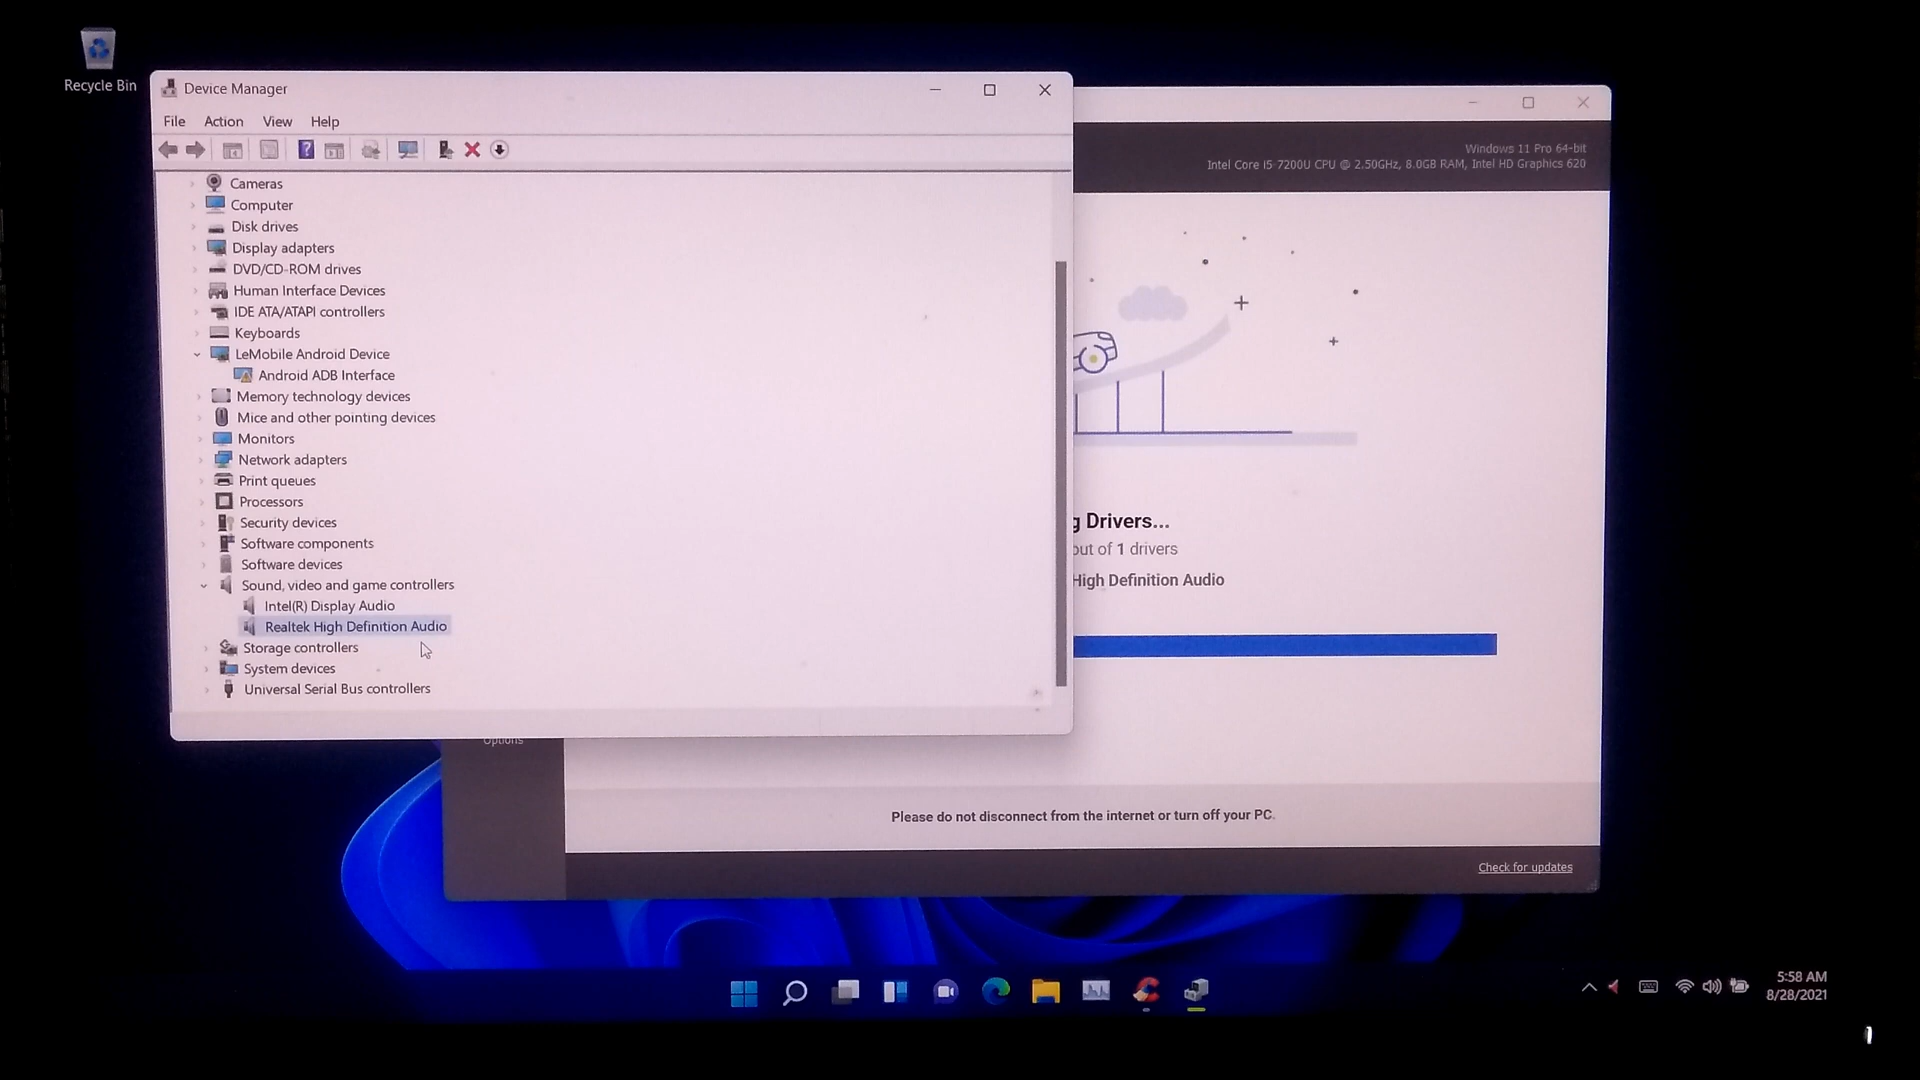 Recycle Bin
Device Manager
File Action View Help
Cameras
Computer
Disk drives
Display adapters
DVD/CD-ROM drives
Human Interface Devices
IDE ATA/ATAPI controllers
Keyboards
LeMobile Android Device
Android ADB Interface
Memory technology devices
Mice and other pointing devices
Monitors
Network adapters
Print queues
Processors
Security devices
Software components
Software devices
Sound, video and game controllers
Intel(R) Display Audio
Realtek High Definition Audio
Storage controllers
System devices
Universal Serial Bus controllers
Windows 11 Pro 64-bit
Intel Core i5-7200U CPU @ 2.50GHz, 8.0GB RAM, Intel HD Graphics 620
g Drivers...
out of 1 drivers
High Definition Audio
Options
Please do not disconnect from the internet or turn off your PC.
Check for updates
5:58 AM
8/28/2021